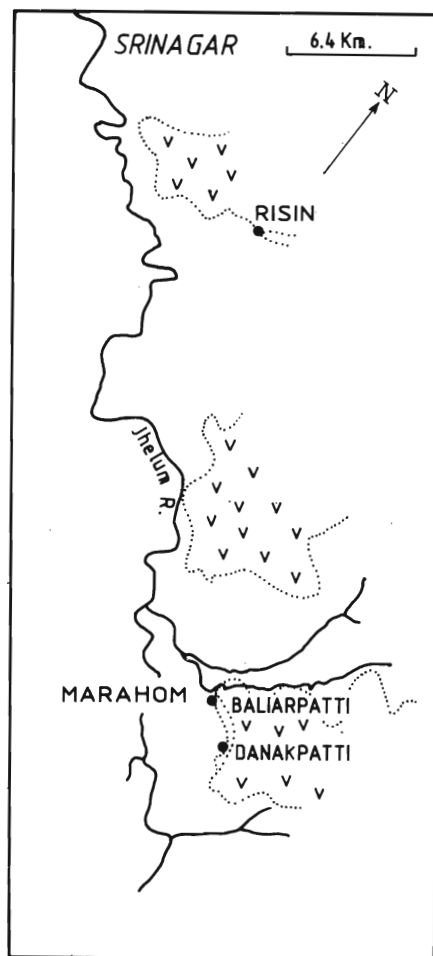 SRINAGAR
6.4 Km.
N
RISIN
Jhelum R.
MARAHOM
BALIARPATTI
DANAKPATTI